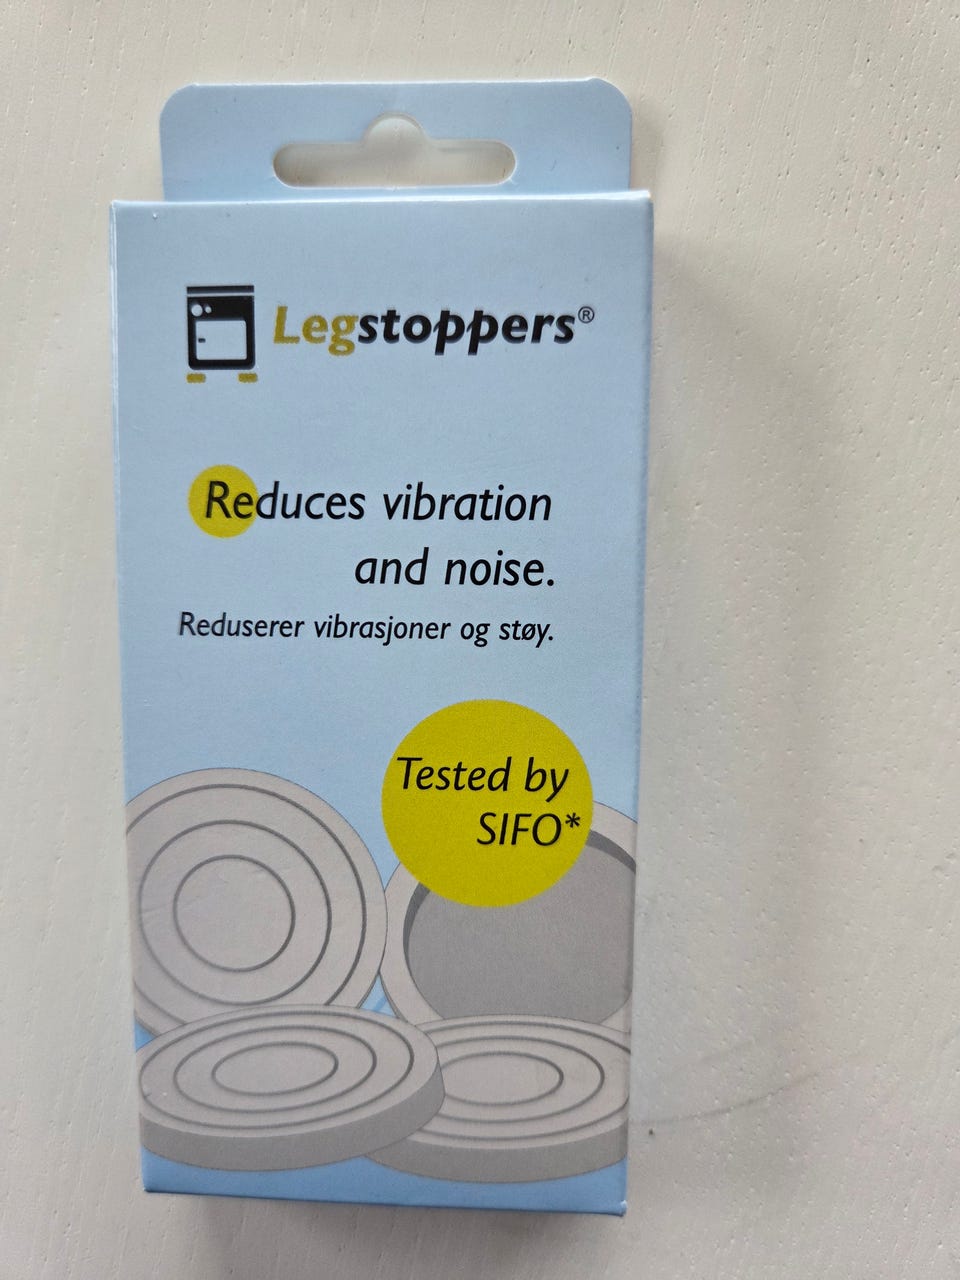 Legstoppers®
Reduces vibration
and noise.
Reduserer vibrasjoner og støy.
Tested by
SIFO*